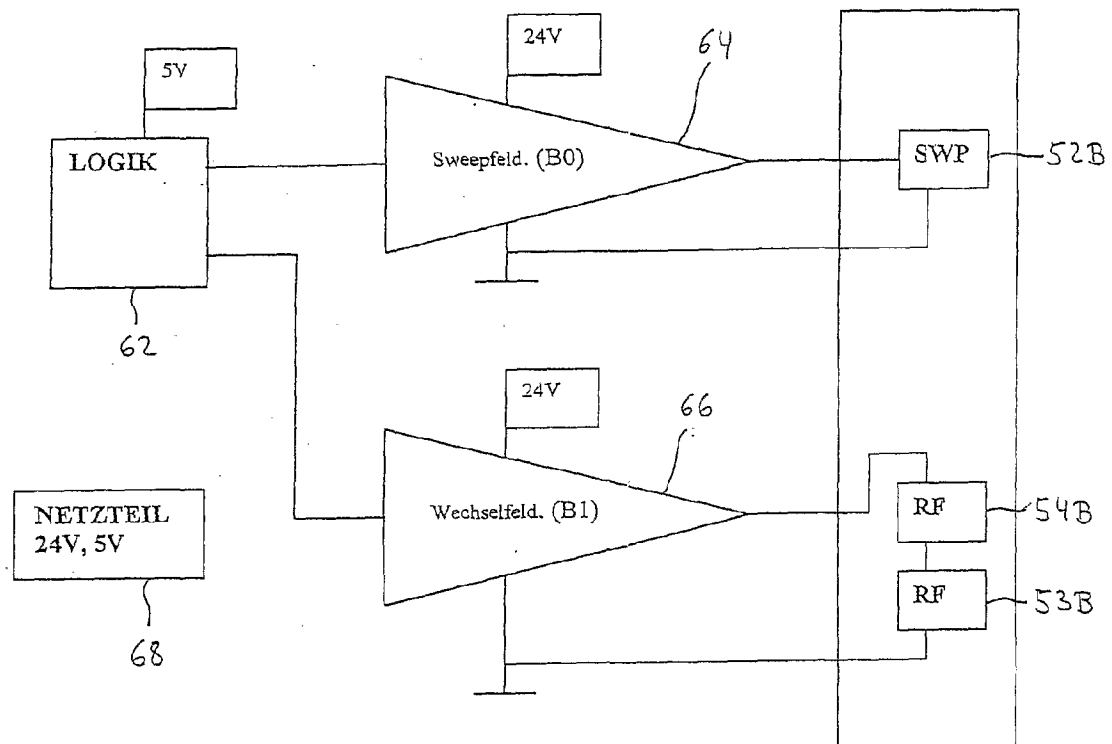 24V
64
5V
LOGIK
Sweepfeld. (B0)
SWP
52B
62
24V
66
NETZTEIL
24V, 5V
Wechselfeld. (B1)
RF
54B
RF
53B
68